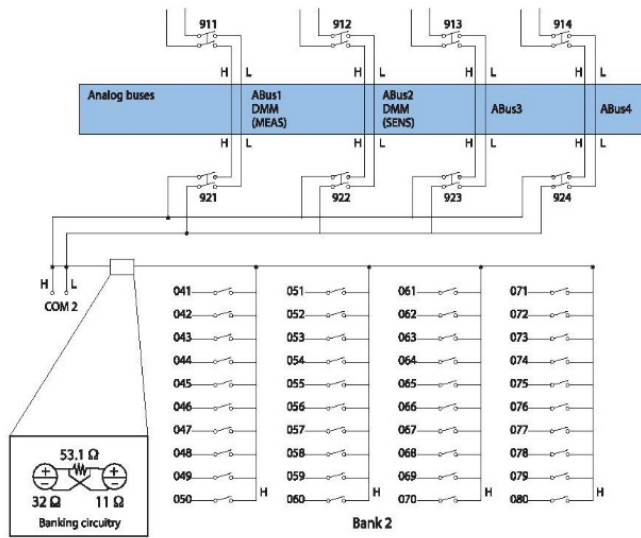 911 912 913 914
H L H L H L H L
Analog buses ABus1 ABus2 ABus3 ABus4
DMM DMM
(MEAS) (SENS)
H L H L H L H L
921 922 923 924
H L
COM 2
041 051 061 071
042 052 062 072
043 053 063 073
044 054 064 074
045 055 065 075
046 056 066 076
047 057 067 077
048 058 068 078
049 059 069 079
050 H 060 H 070 H 080 H
53.1 Ω
32 Ω 11 Ω
Banking circuitry
Bank 2